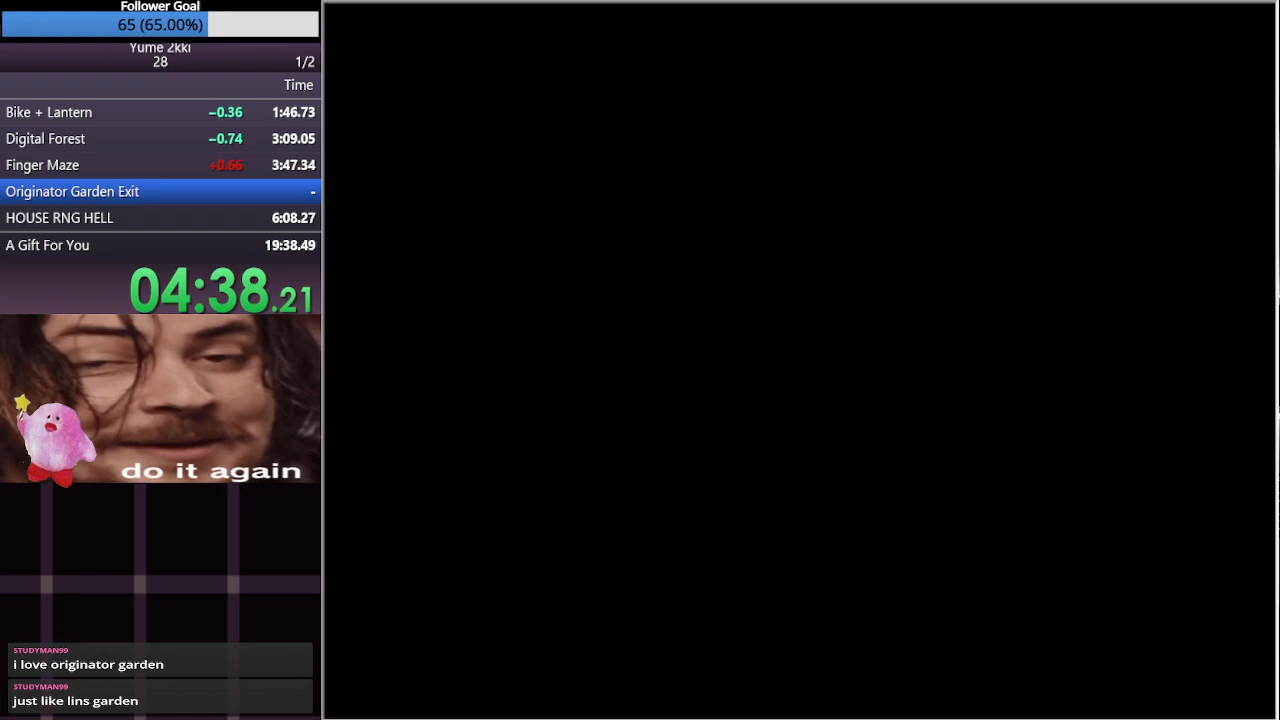 Follower Goal
65 (65.00%)
Yume 2kki
28 1/2
Time
Bike + Lantern −0.36 1:46.73
Digital Forest −0.74 3:09.05
Finger Maze +0.66 3:47.34
Originator Garden Exit -
HOUSE RNG HELL 6:08.27
A Gift For You 19:38.49
04:38.21
do it again
STUDYMAN99
i love originator garden
STUDYMAN99
just like lins garden